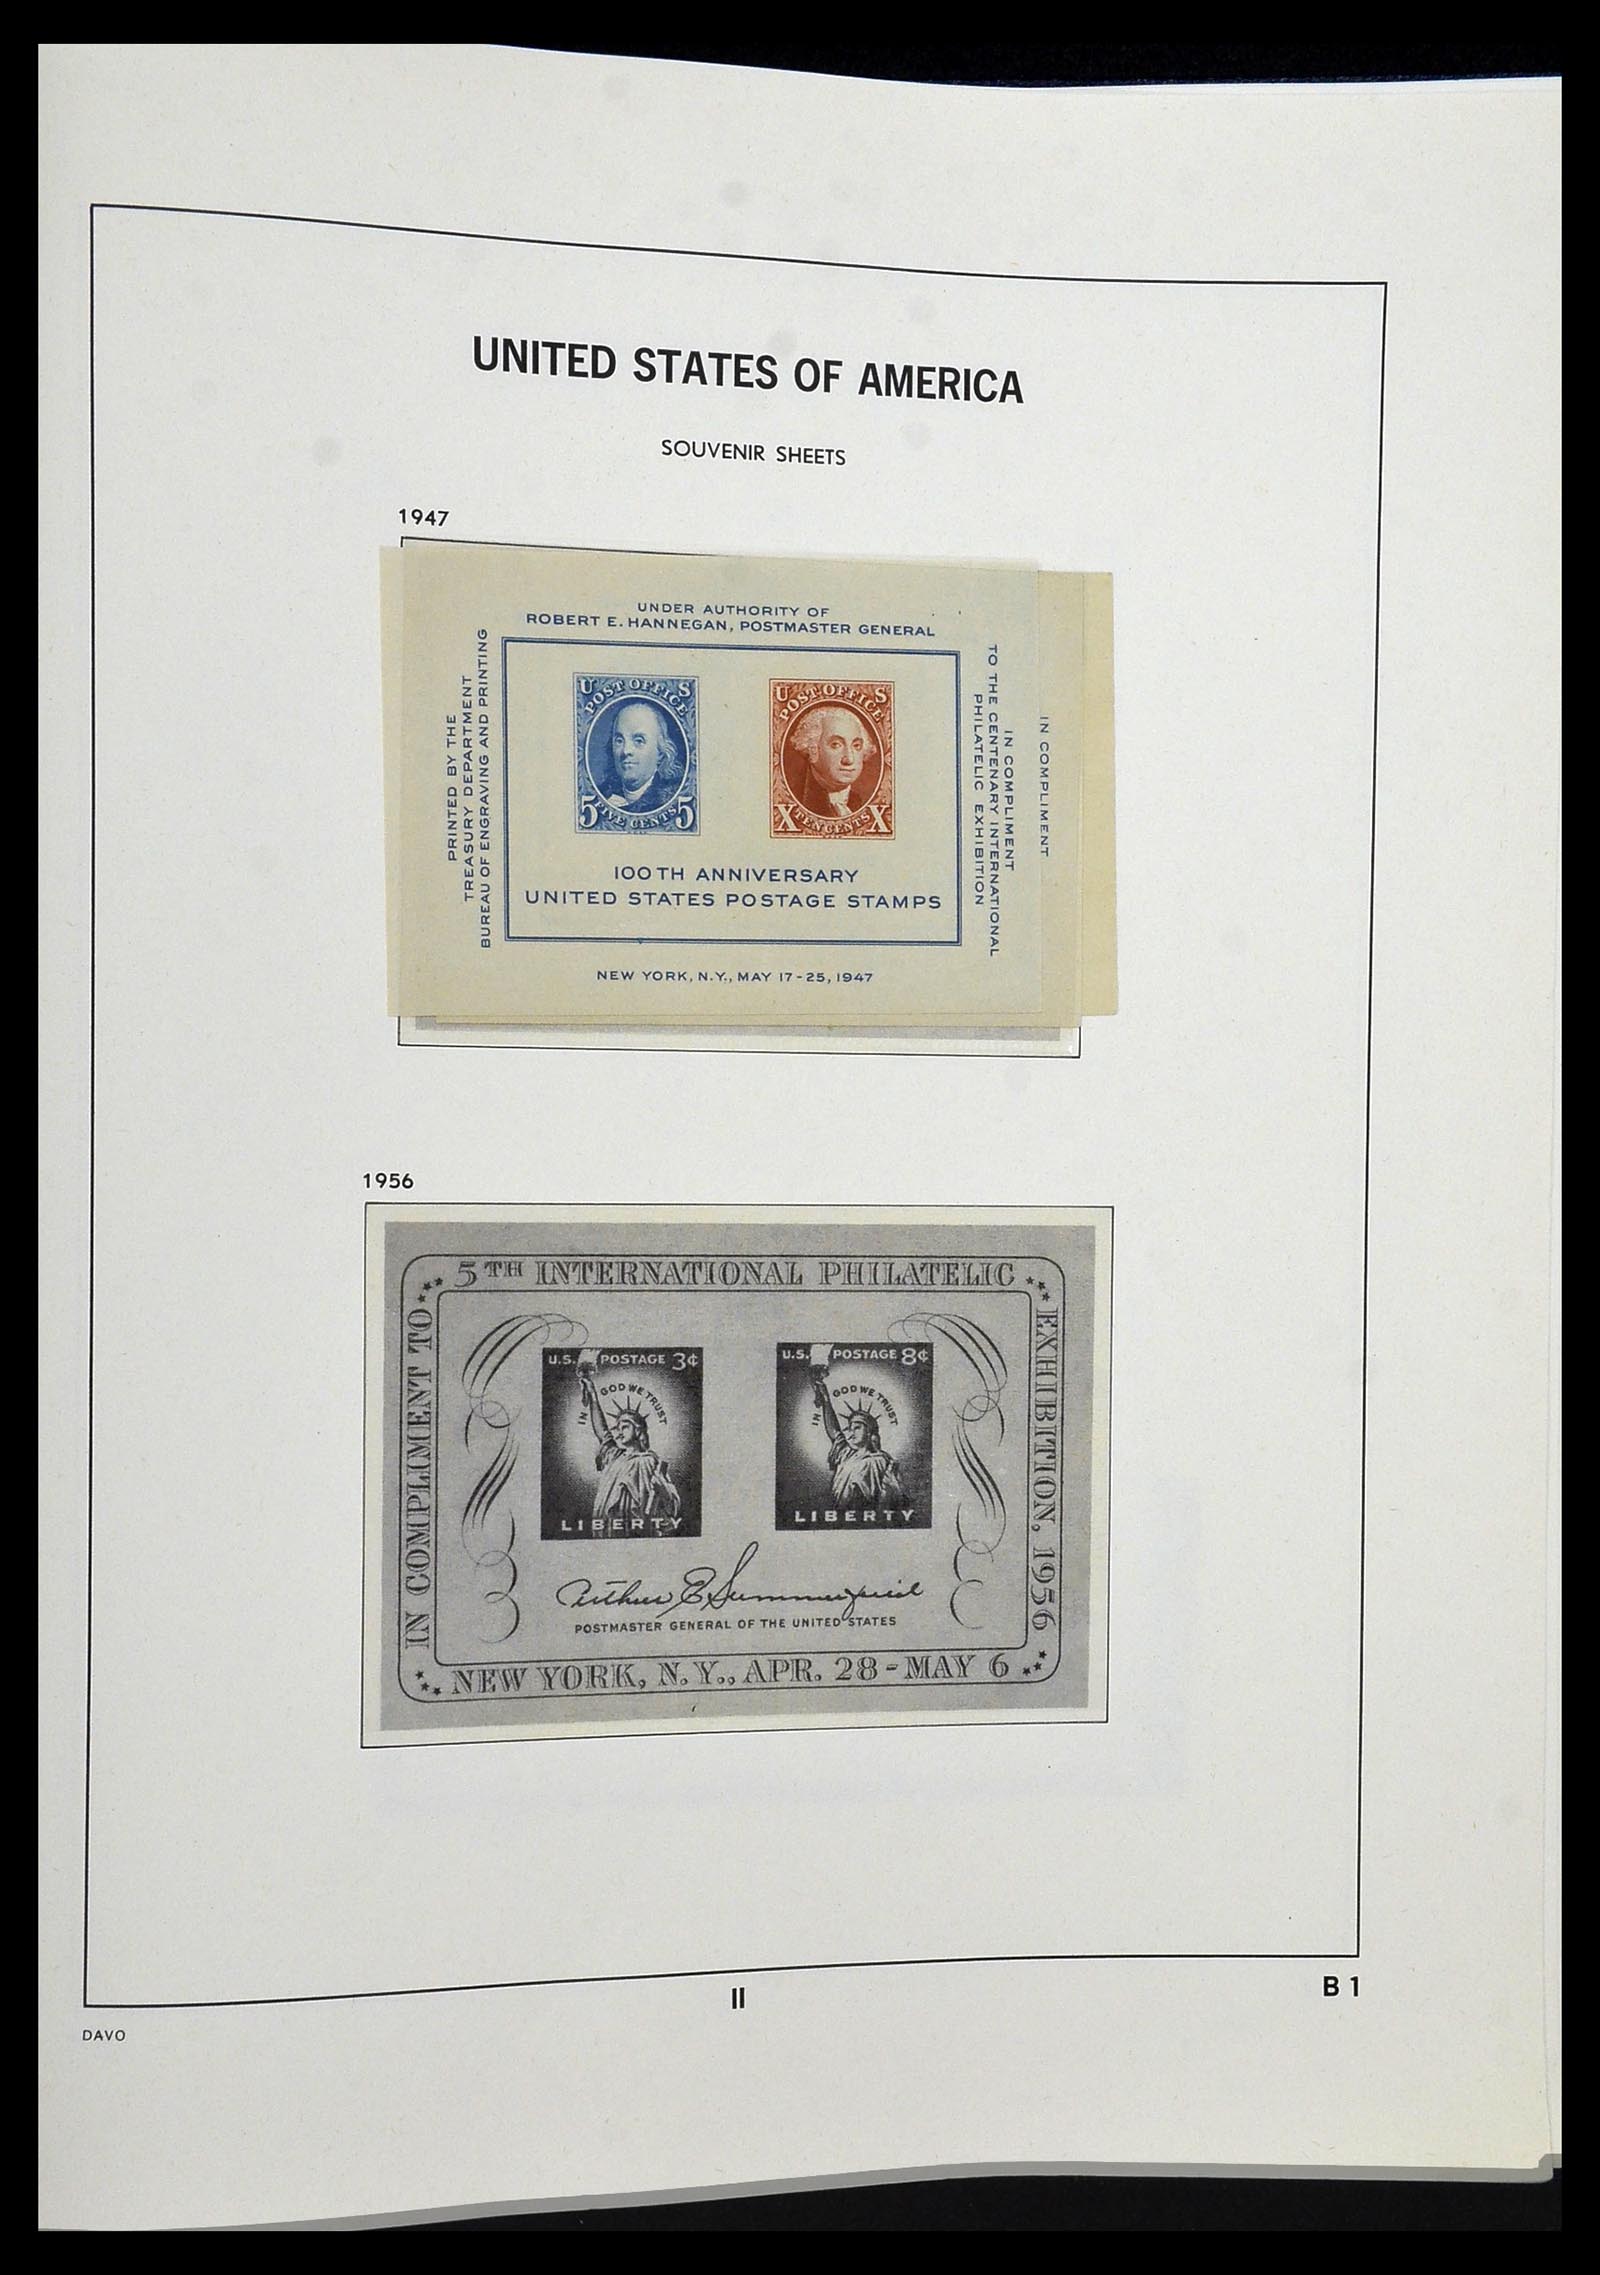 UNITED STATES OF AMERICA
SOUVENIR SHEETS
1947
UNDER AUTHORITY OF
ROBERT E. HANNEGAN, POSTMASTER GENERAL
PRINTED BY THE
TREASURY DEPARTMENT
BUREAU OF ENGRAVING AND PRINTING
U S
POST OFFICE
5 FIVE CENTS 5
U S
POST OFFICE
X TEN CENTS X
IN COMPLIMENT
TO THE CENTENARY INTERNATIONAL
PHILATELIC EXHIBITION
IN COMPLIMENT
100TH ANNIVERSARY
UNITED STATES POSTAGE STAMPS
NEW YORK, N.Y., MAY 17-25, 1947
1956
5TH INTERNATIONAL PHILATELIC
EXHIBITION, 1956
IN COMPLIMENT TO
U.S. POSTAGE 3¢
IN GOD WE TRUST
LIBERTY
U.S. POSTAGE 8¢
IN GOD WE TRUST
LIBERTY
Arthur E. Summerfield
POSTMASTER GENERAL OF THE UNITED STATES
NEW YORK, N.Y., APR. 28-MAY 6
II
B 1
DAVO